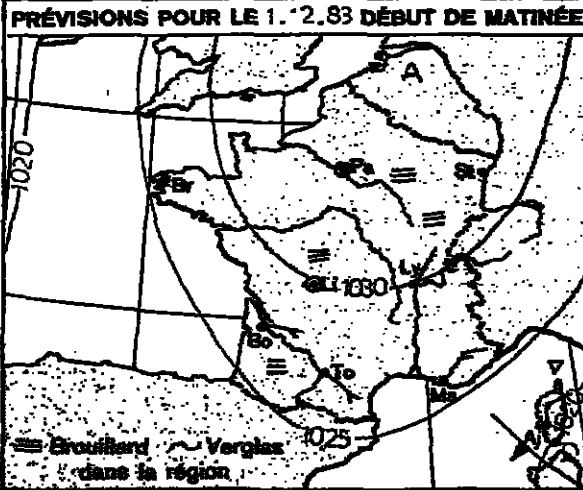 PRÉVISIONS POUR LE 1.-2.83 DÉBUT DE MATINÉE
A
1020
Br
Pa
St
Li
1030
Ly
Bo
To
Ma
1025
A
Brouillard Verglas
dans la région